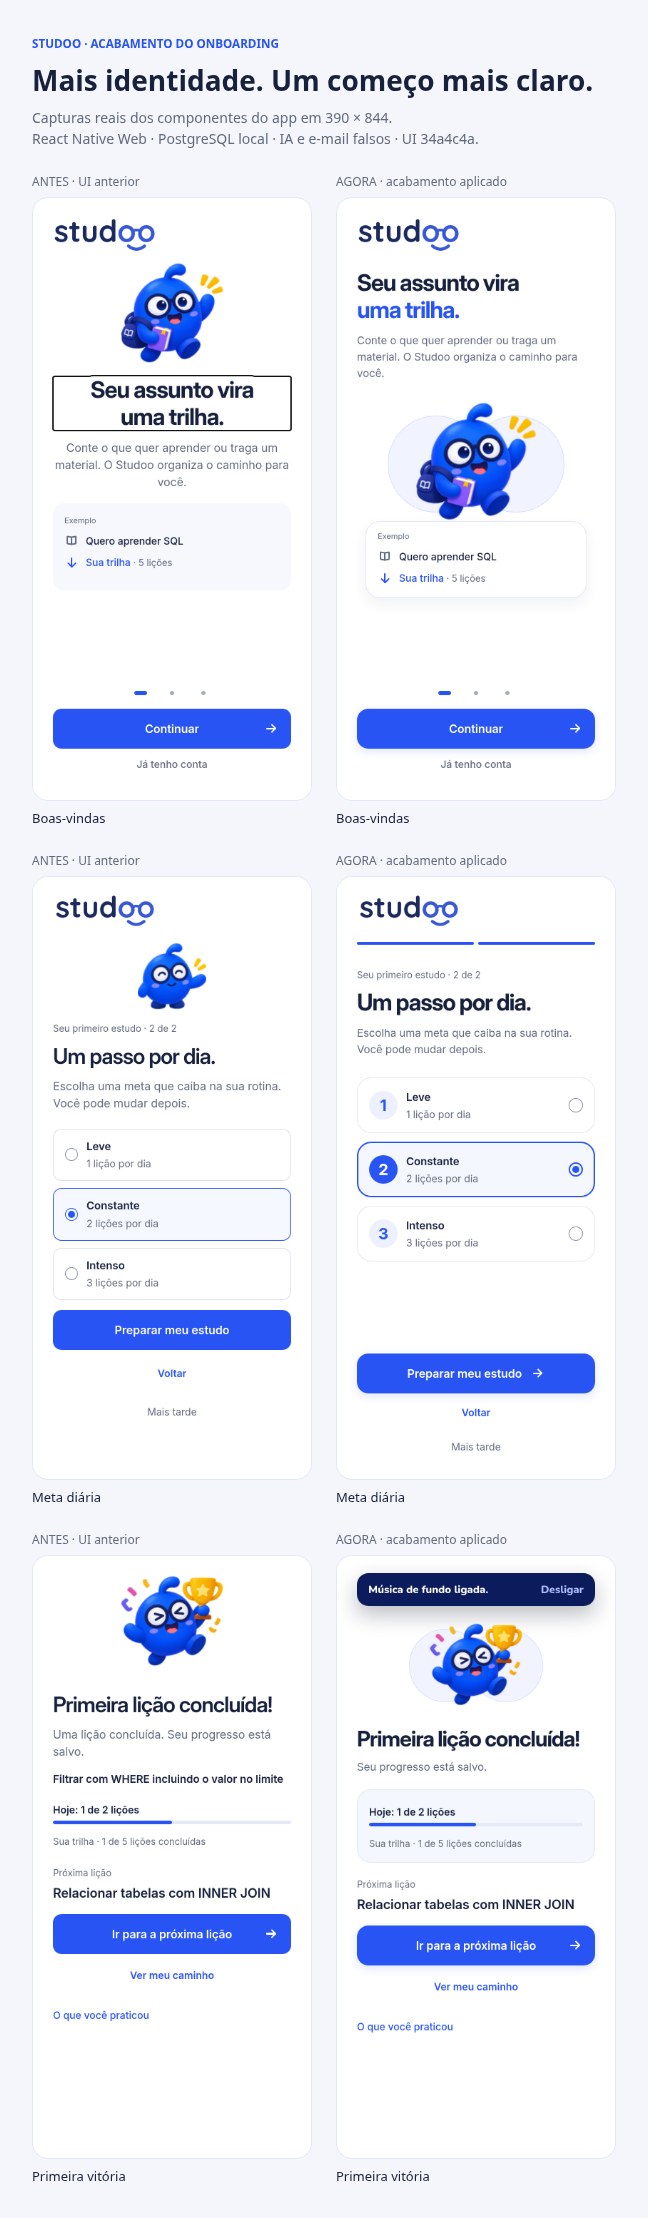 STUDOO · ACABAMENTO DO ONBOARDING
Mais identidade. Um começo mais claro.
Capturas reais dos componentes do app em 390 × 844.
React Native Web · PostgreSQL local · IA e e-mail falsos · UI 34a4c4a.
ANTES · UI anterior
studoo
Seu assunto vira
uma trilha.
Conte o que quer aprender ou traga um
material. O Studoo organiza o caminho para
você.
Exemplo
Quero aprender SQL
Sua trilha · 5 lições
Continuar
Já tenho conta
Boas-vindas
AGORA · acabamento aplicado
studoo
Seu assunto vira
uma trilha.
Conte o que quer aprender ou traga um
material. O Studoo organiza o caminho para
você.
Exemplo
Quero aprender SQL
Sua trilha · 5 lições
Continuar
Já tenho conta
Boas-vindas
ANTES · UI anterior
studoo
Seu primeiro estudo · 2 de 2
Um passo por dia.
Escolha uma meta que caiba na sua rotina.
Você pode mudar depois.
Leve
1 lição por dia
Constante
2 lições por dia
Intenso
3 lições por dia
Preparar meu estudo
Voltar
Mais tarde
Meta diária
AGORA · acabamento aplicado
studoo
Seu primeiro estudo · 2 de 2
Um passo por dia.
Escolha uma meta que caiba na sua rotina.
Você pode mudar depois.
1
Leve
1 lição por dia
2
Constante
2 lições por dia
3
Intenso
3 lições por dia
Preparar meu estudo
Voltar
Mais tarde
Meta diária
ANTES · UI anterior
Primeira lição concluída!
Uma lição concluída. Seu progresso está
salvo.
Filtrar com WHERE incluindo o valor no limite
Hoje: 1 de 2 lições
Sua trilha · 1 de 5 lições concluídas
Próxima lição
Relacionar tabelas com INNER JOIN
Ir para a próxima lição
Ver meu caminho
O que você praticou
Primeira vitória
AGORA · acabamento aplicado
Música de fundo ligada. Desligar
Primeira lição concluída!
Seu progresso está salvo.
Hoje: 1 de 2 lições
Sua trilha · 1 de 5 lições concluídas
Próxima lição
Relacionar tabelas com INNER JOIN
Ir para a próxima lição
Ver meu caminho
O que você praticou
Primeira vitória